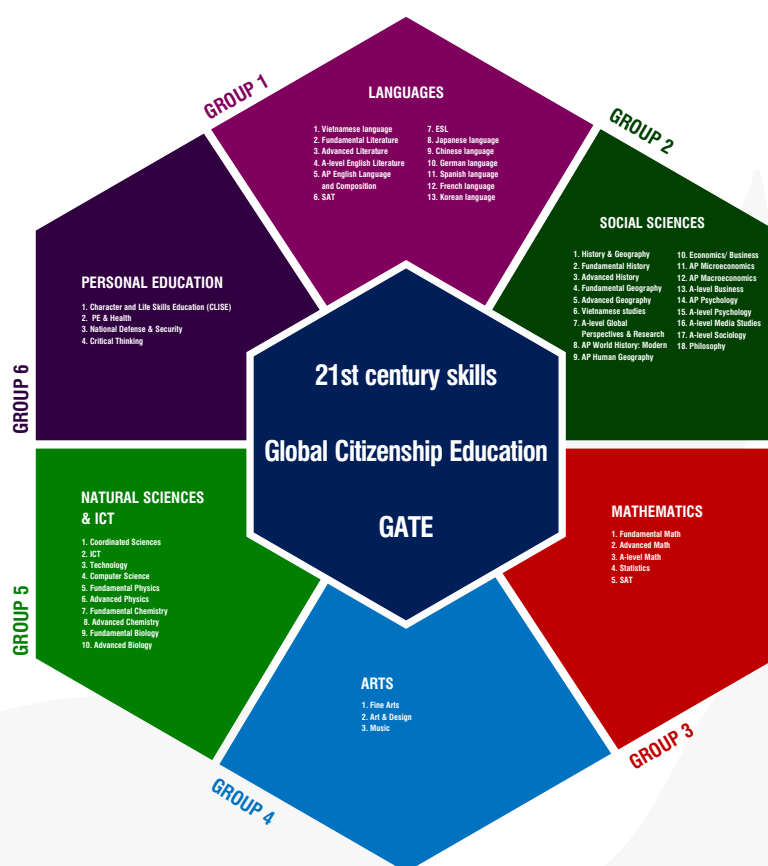 GROUP 1
LANGUAGES
1. Vietnamese language
2. Fundamental Literature
3. Advanced Literature
4. A-level English Literature
5. AP English Language
and Composition
6. SAT
7. ESL
8. Japanese language
9. Chinese language
10. German language
11. Spanish language
12. French language
13. Korean language
GROUP 2
SOCIAL SCIENCES
1. History & Geography
2. Fundamental History
3. Advanced History
4. Fundamental Geography
5. Advanced Geography
6. Vietnamese studies
7. A-level Global
Perspectives & Research
8. AP World History: Modern
9. AP Human Geography
10. Economics/ Business
11. AP Microeconomics
12. AP Macroeconomics
13. A-level Business
14. AP Psychology
15. A-level Psychology
16. A-level Media Studies
17. A-level Sociology
18. Philosophy
PERSONAL EDUCATION
1. Character and Life Skills Education (CLISE)
2. PE & Health
3. National Defense & Security
4. Critical Thinking
GROUP 6
21st century skills
Global Citizenship Education
GATE
NATURAL SCIENCES
& ICT
1. Coordinated Sciences
2. ICT
3. Technology
4. Computer Science
5. Fundamental Physics
6. Advanced Physics
7. Fundamental Chemistry
8. Advanced Chemistry
9. Fundamental Biology
10. Advanced Biology
GROUP 5
MATHEMATICS
1. Fundamental Math
2. Advanced Math
3. A-level Math
4. Statistics
5. SAT
GROUP 3
ARTS
1. Fine Arts
2. Art & Design
3. Music
GROUP 4